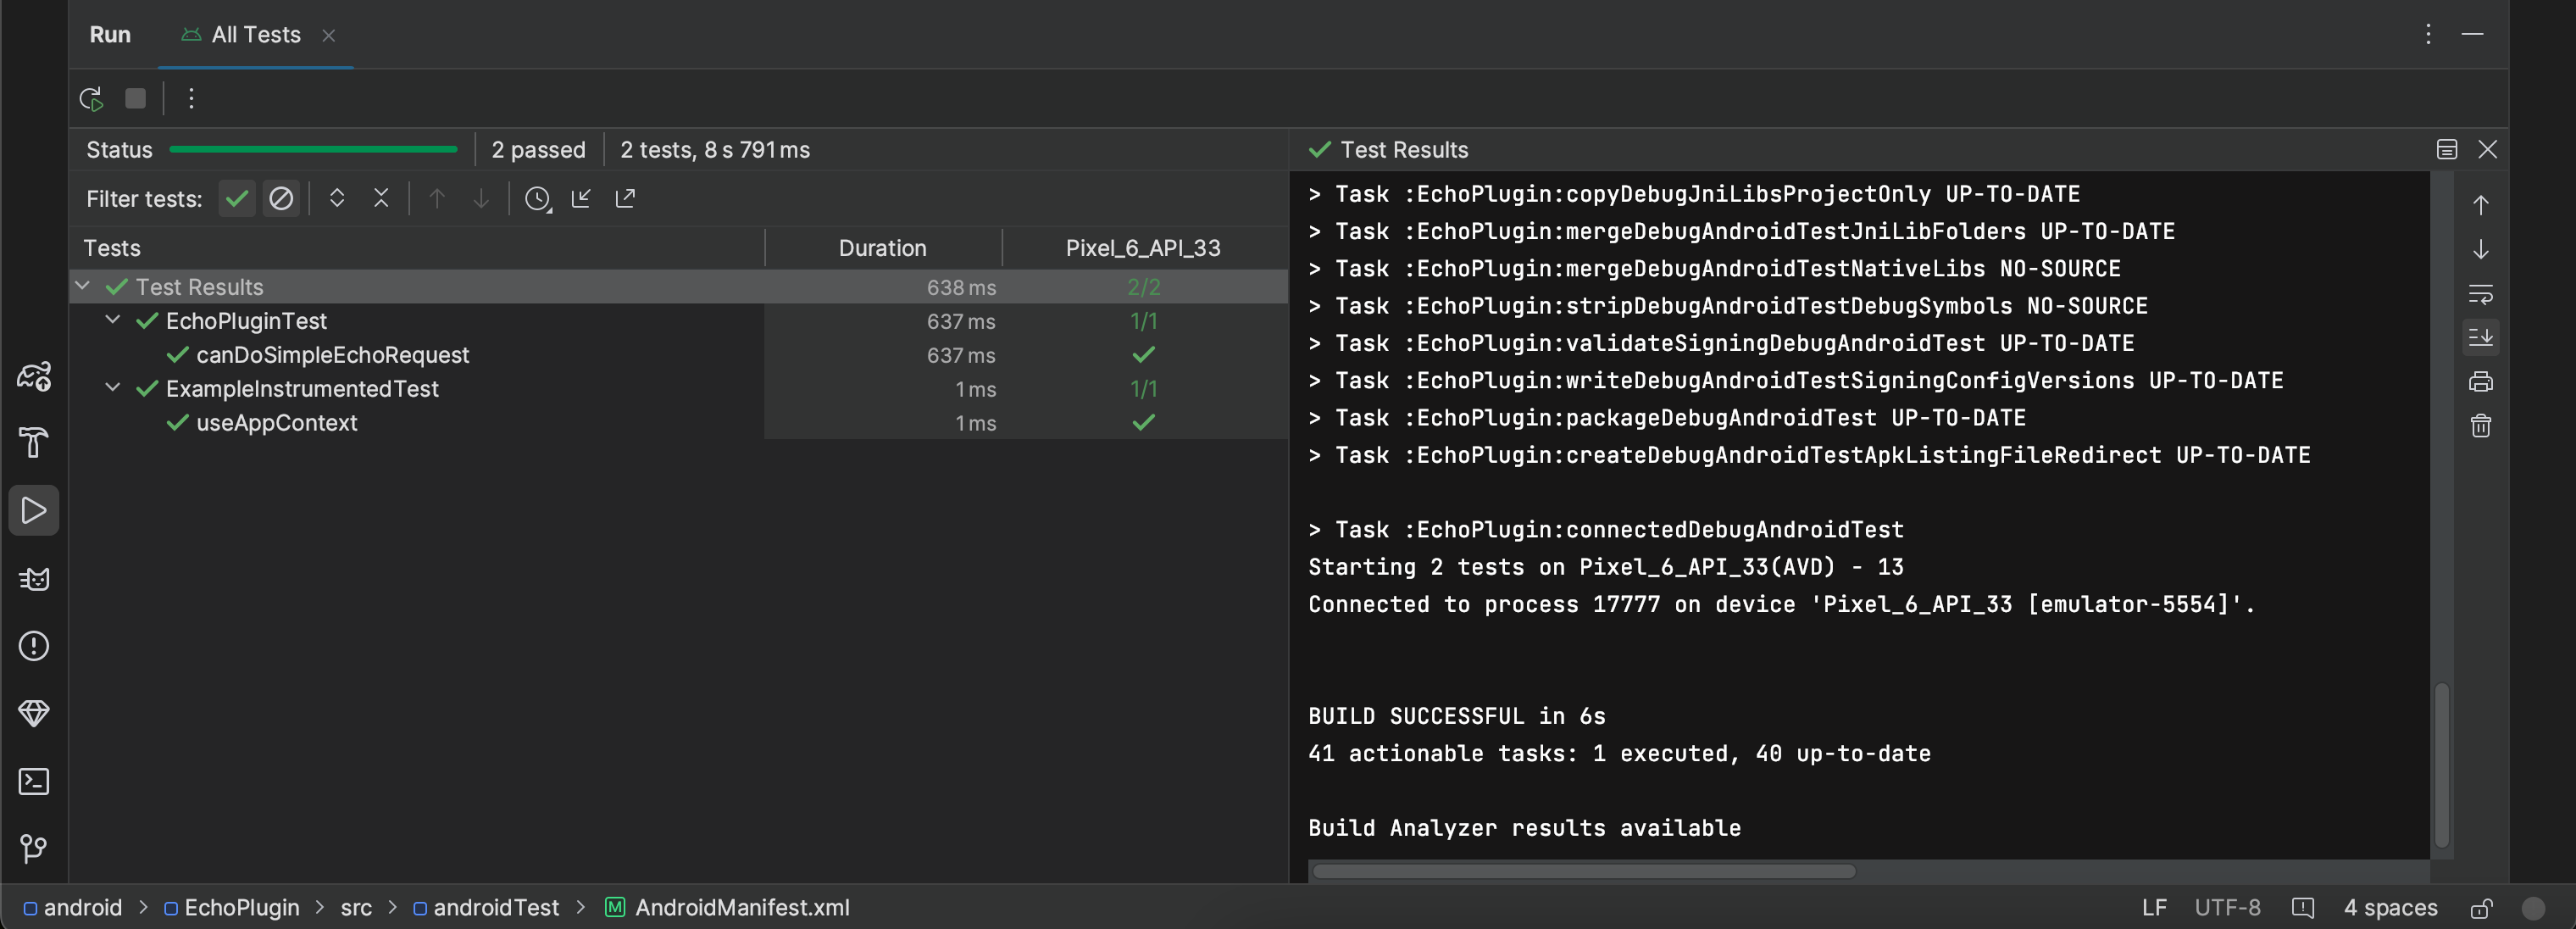 Run All Tests
Status 2 passed 2 tests, 8 s 791 ms
Filter tests:
Tests Duration Pixel_6_API_33
Test Results 638 ms 2/2
EchoPluginTest 637 ms 1/1
canDoSimpleEchoRequest 637 ms
ExampleInstrumentedTest 1 ms 1/1
useAppContext 1 ms
Test Results
> Task :EchoPlugin:copyDebugJniLibsProjectOnly UP-TO-DATE
> Task :EchoPlugin:mergeDebugAndroidTestJniLibFolders UP-TO-DATE
> Task :EchoPlugin:mergeDebugAndroidTestNativeLibs NO-SOURCE
> Task :EchoPlugin:stripDebugAndroidTestDebugSymbols NO-SOURCE
> Task :EchoPlugin:validateSigningDebugAndroidTest UP-TO-DATE
> Task :EchoPlugin:writeDebugAndroidTestSigningConfigVersions UP-TO-DATE
> Task :EchoPlugin:packageDebugAndroidTest UP-TO-DATE
> Task :EchoPlugin:createDebugAndroidTestApkListingFileRedirect UP-TO-DATE
> Task :EchoPlugin:connectedDebugAndroidTest
Starting 2 tests on Pixel_6_API_33(AVD) - 13
Connected to process 17777 on device 'Pixel_6_API_33 [emulator-5554]'.
BUILD SUCCESSFUL in 6s
41 actionable tasks: 1 executed, 40 up-to-date
Build Analyzer results available
android > EchoPlugin > src > androidTest > M AndroidManifest.xml LF UTF-8 4 spaces